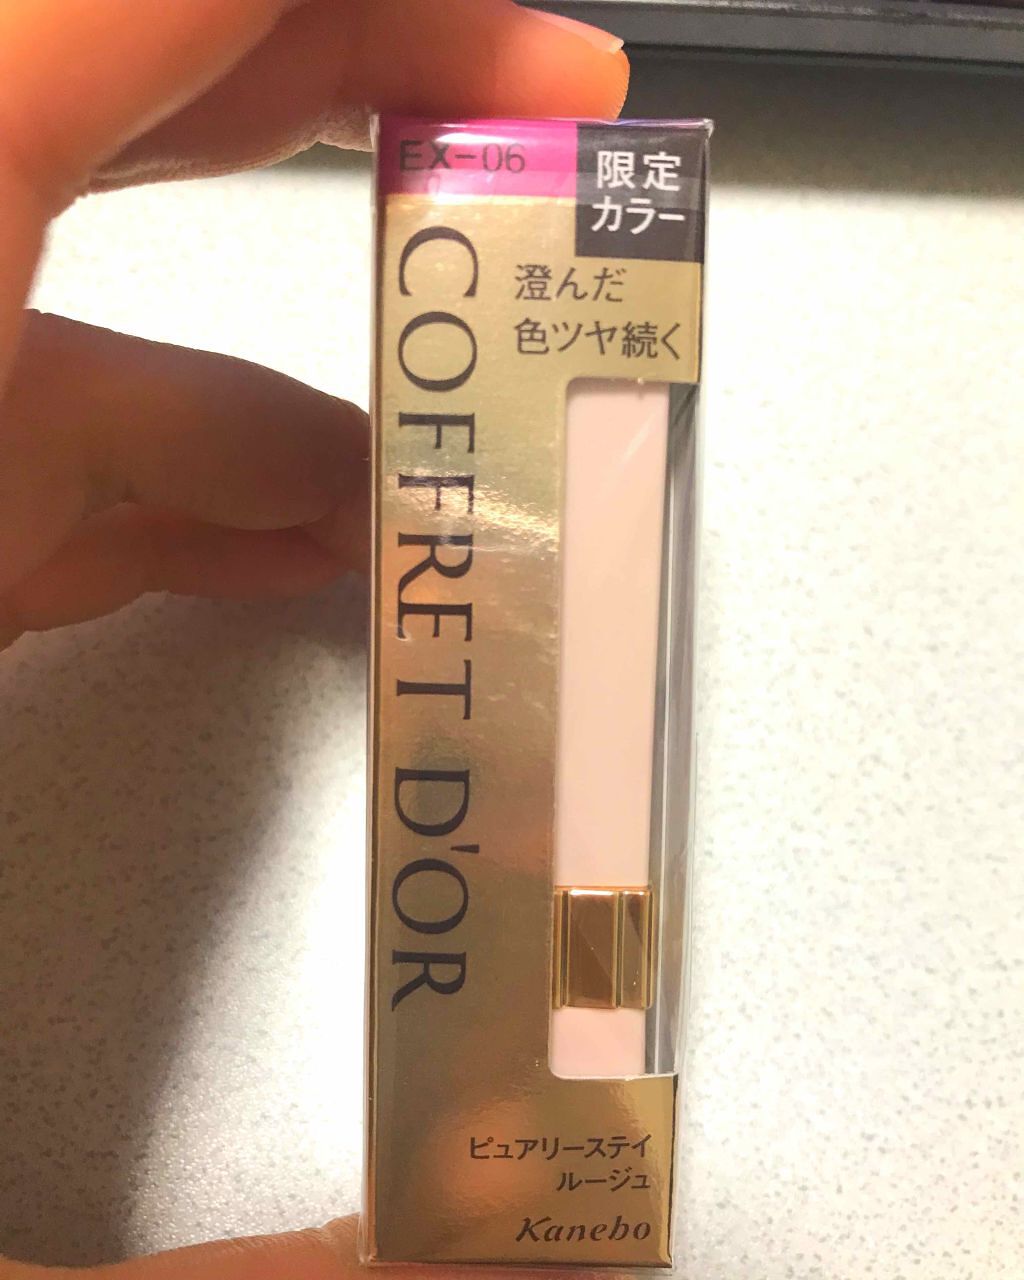 EX-06
限定
カラー
澄んだ
色ツヤ続く
COFFRET D'OR
ピュアリーステイ
ルージュ
Kanebo